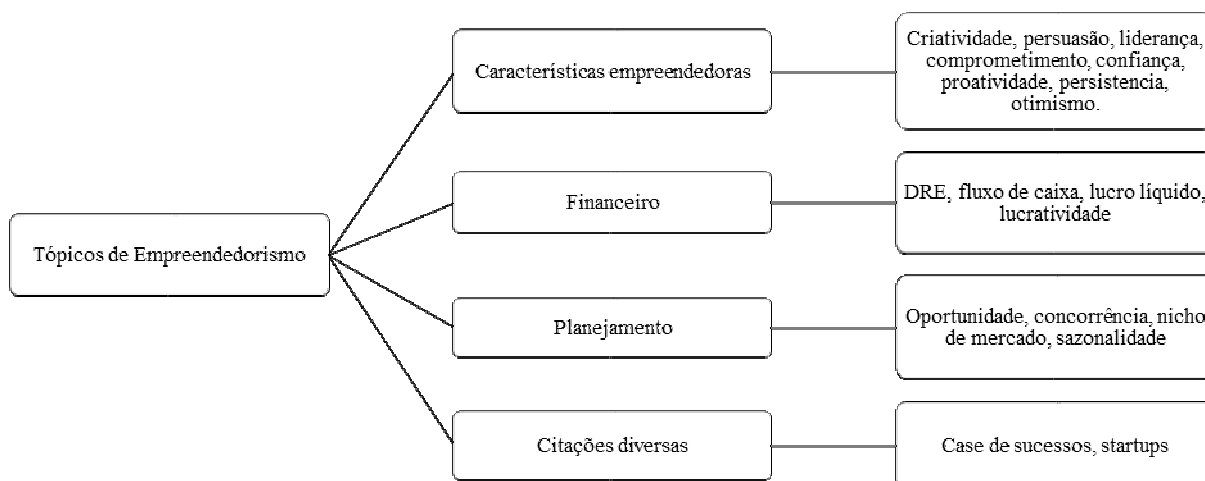 Tópicos de Empreendedorismo
Características empreendedoras
Criatividade, persuasão, liderança,
comprometimento, confiança,
proatividade, persistencia,
otimismo.
Financeiro
DRE, fluxo de caixa, lucro líquido,
lucratividade
Planejamento
Oportunidade, concorrência, nicho
de mercado, sazonalidade
Citações diversas
Case de sucessos, startups